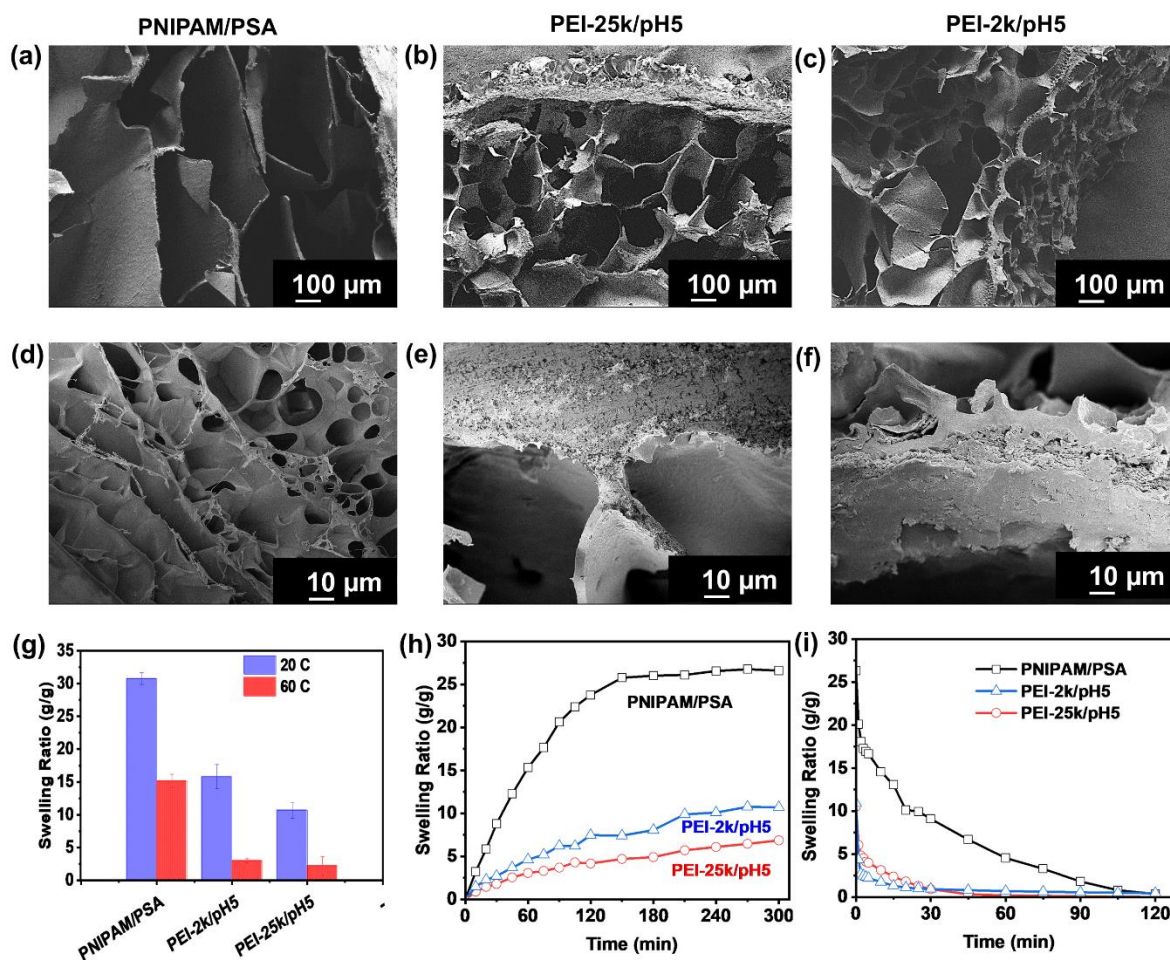 PNIPAM/PSA
PEI-25k/pH5
PEI-2k/pH5
(a)
100 µm
(b)
100 µm
(c)
100 µm
(d)
10 µm
(e)
10 µm
(f)
10 µm
(g)
35
30
25
20
15
10
5
0
Swelling Ratio (g/g)
20 C
60 C
PNIPAM/PSA
PEI-2k/pH5
PEI-25k/pH5
-
(h)
30
25
20
15
10
5
0
Swelling Ratio (g/g)
PNIPAM/PSA
PEI-2k/pH5
PEI-25k/pH5
0 60 120 180 240 300
Time (min)
(i)
30
25
20
15
10
5
0
Swelling Ratio (g/g)
PNIPAM/PSA
PEI-2k/pH5
PEI-25k/pH5
0 30 60 90 120
Time (min)